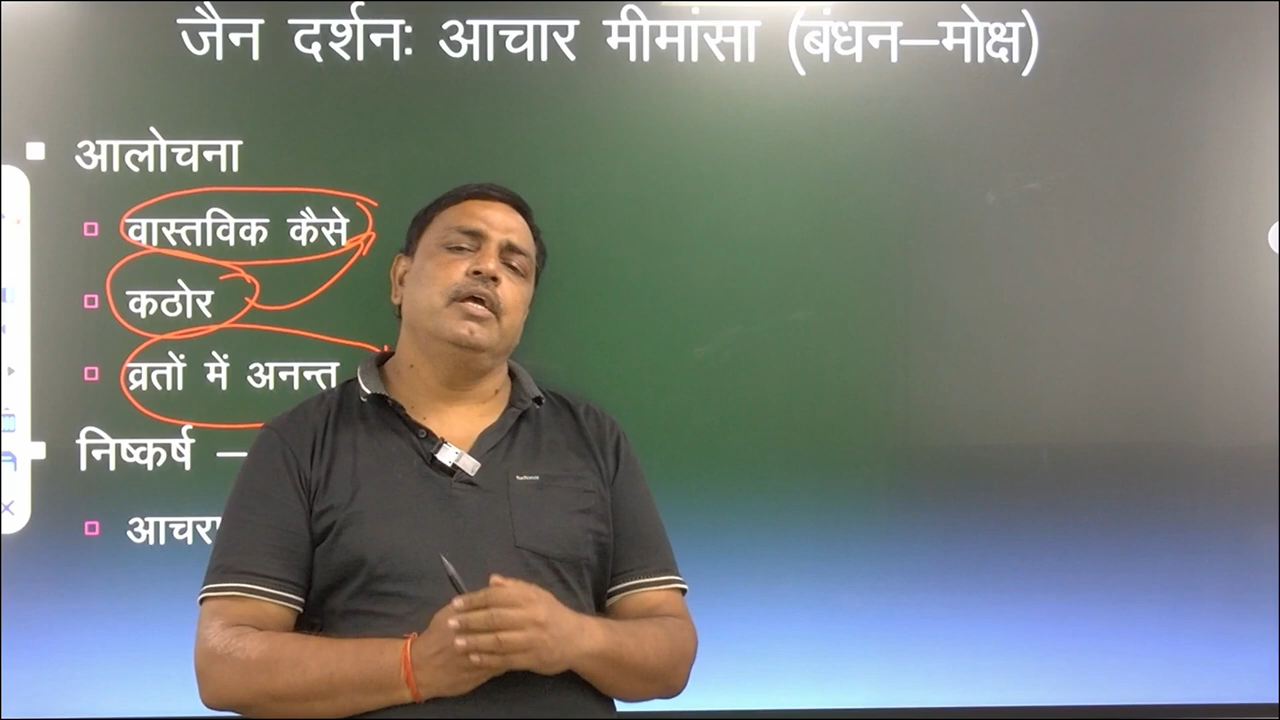 जैन दर्शनः आचार मीमांसा (बंधन–मोक्ष)
आलोचना
वास्तविक कैसे
कठोर
व्रतों में अनन्त
निष्कर्ष –